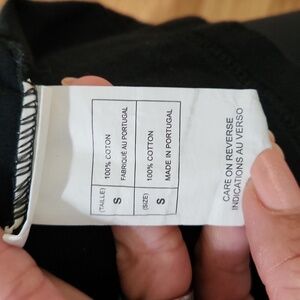 100% COTON
FABRIQUÉ AU PORTUGAL
(TAILLE)
S
100% COTTON
MADE IN PORTUGAL
(SIZE)
S
CARE ON REVERSE
INDICATIONS AU VERSO